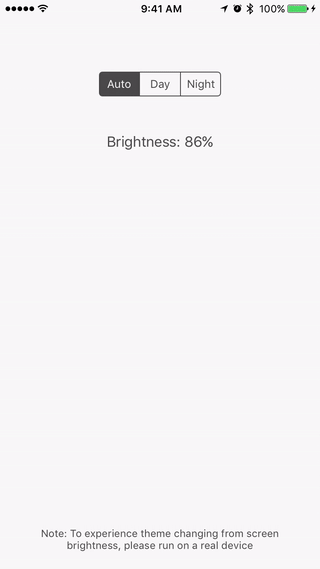 9:41 AM 100%
Auto Day Night
Brightness: 86%
Note: To experience theme changing from screen
brightness, please run on a real device